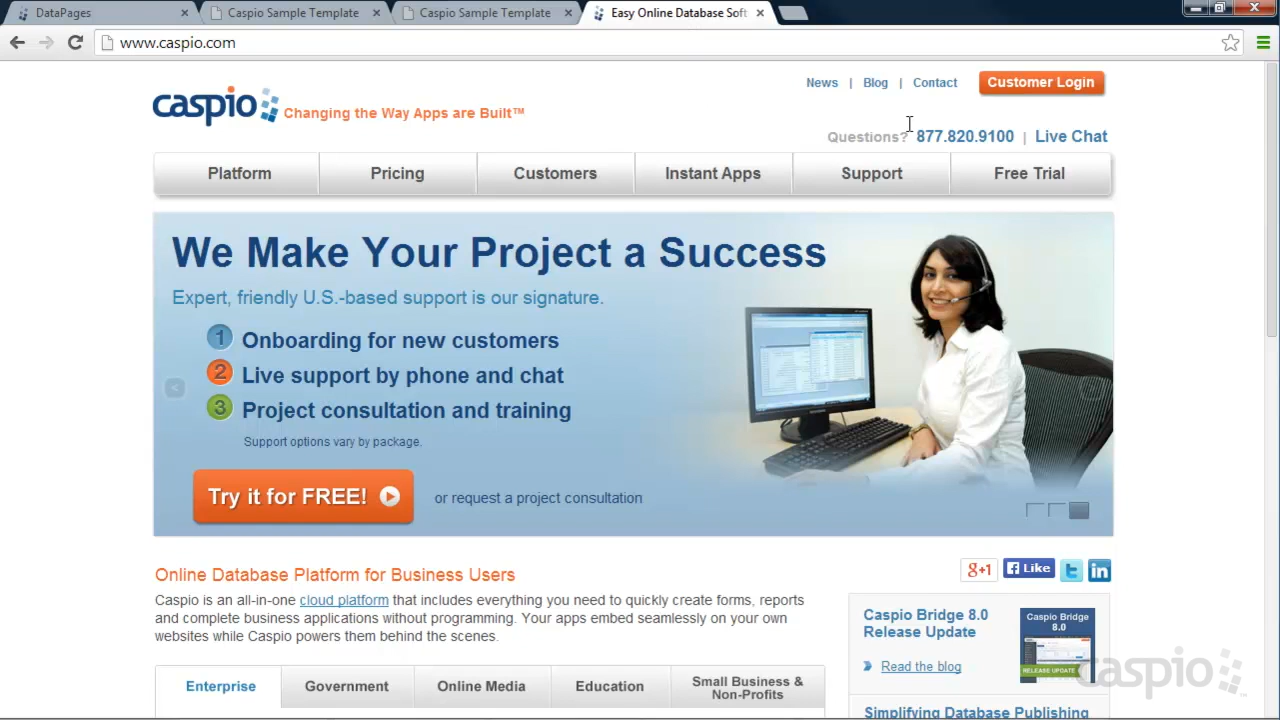 DataPages
Caspio Sample Template
Caspio Sample Template
Easy Online Database Soft
www.caspio.com
News | Blog | Contact
Customer Login
caspio
Changing the Way Apps are Built™
Questions? 877.820.9100 | Live Chat
Platform
Pricing
Customers
Instant Apps
Support
Free Trial
We Make Your Project a Success
Expert, friendly U.S.-based support is our signature.
1 Onboarding for new customers
2 Live support by phone and chat
3 Project consultation and training
Support options vary by package.
Try it for FREE!
or request a project consultation
Online Database Platform for Business Users
Caspio is an all-in-one cloud platform that includes everything you need to quickly create forms, reports
and complete business applications without programming. Your apps embed seamlessly on your own
websites while Caspio powers them behind the scenes.
g+1
f Like
t
in
Caspio Bridge 8.0
Release Update
Read the blog
Caspio Bridge
8.0
RELEASE UPDATE
Simplifying Database Publishing
Enterprise
Government
Online Media
Education
Small Business &
Non-Profits
caspio